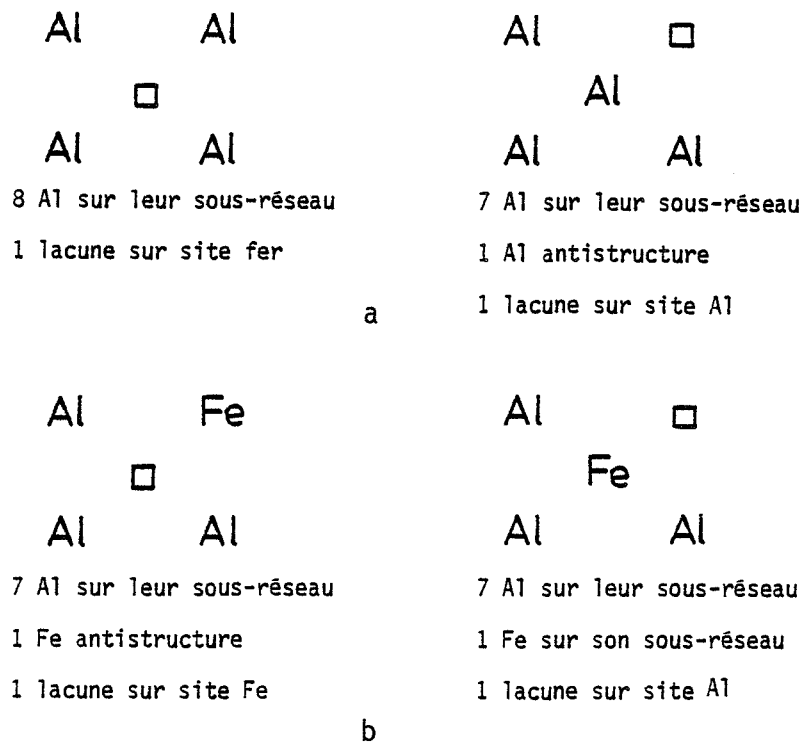 Al Al
□
Al Al
8 Al sur leur sous-réseau
1 lacune sur site fer
Al □
Al
Al Al
7 Al sur leur sous-réseau
1 Al antistructure
1 lacune sur site Al
a
Al Fe
□
Al Al
7 Al sur leur sous-réseau
1 Fe antistructure
1 lacune sur site Fe
Al □
Fe
Al Al
7 Al sur leur sous-réseau
1 Fe sur son sous-réseau
1 lacune sur site Al
b